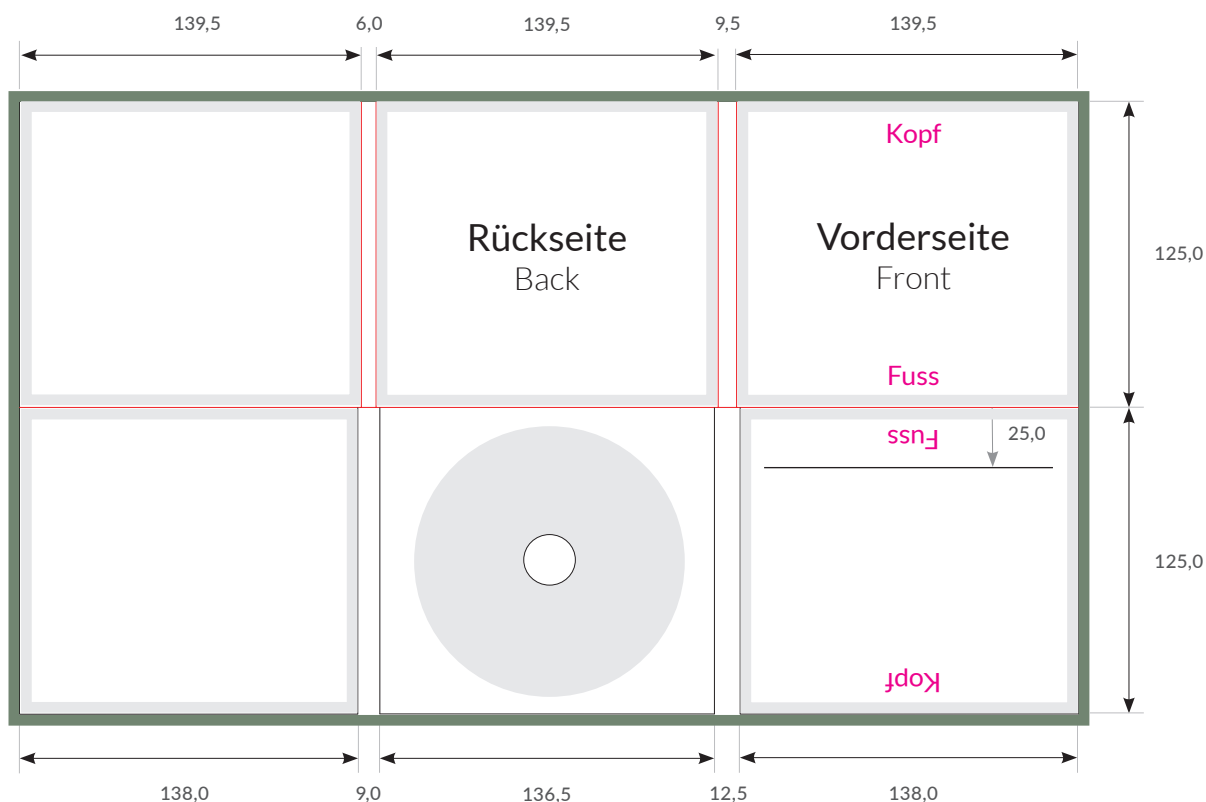 139,5
6,0
139,5
9,5
139,5
Kopf
Rückseite
Back
Vorderseite
Front
125,0
Fuss
Fuss
25,0
125,0
Kopf
138,0
9,0
136,5
12,5
138,0